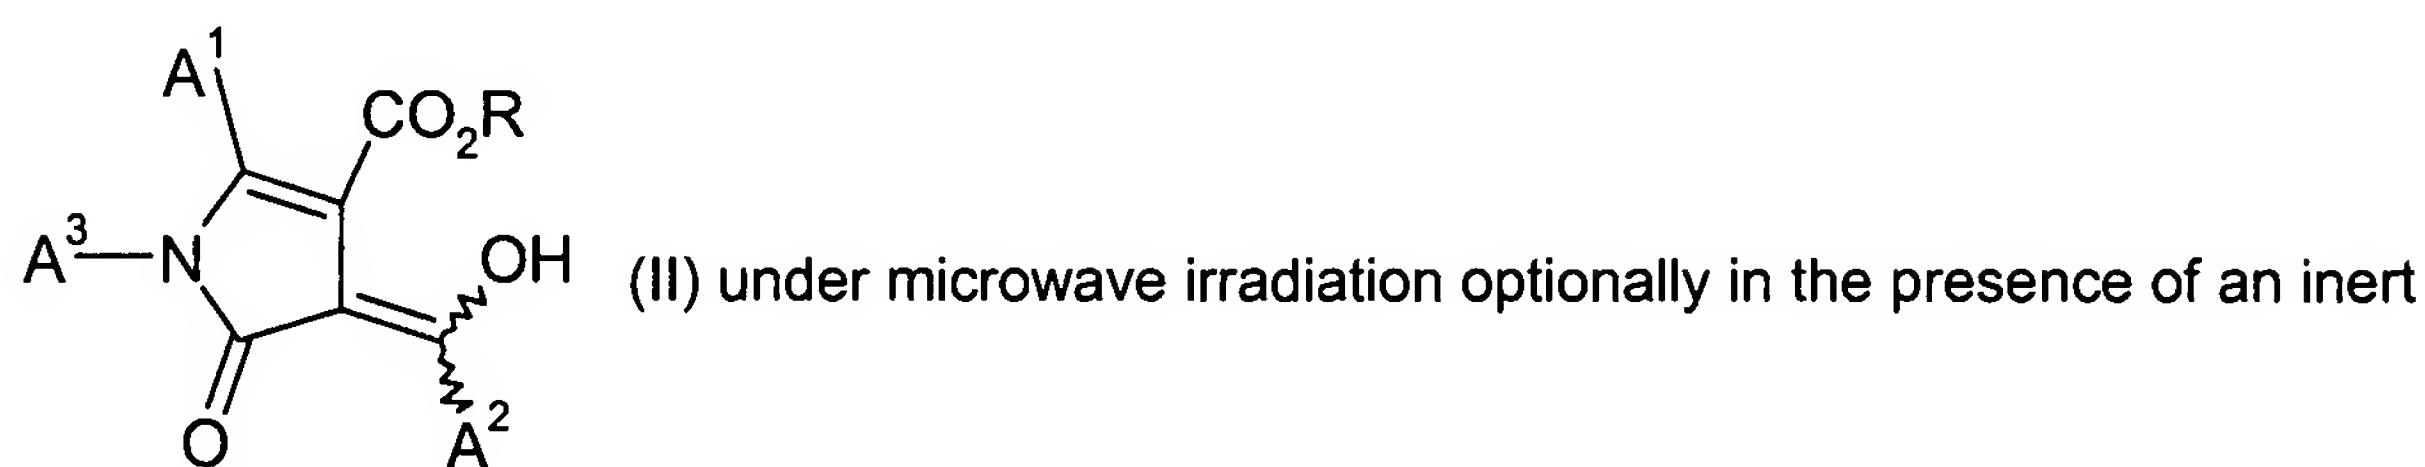 A¹
CO₂R
A³—N
OH
(II) under microwave irradiation optionally in the presence of an inert
O
A²